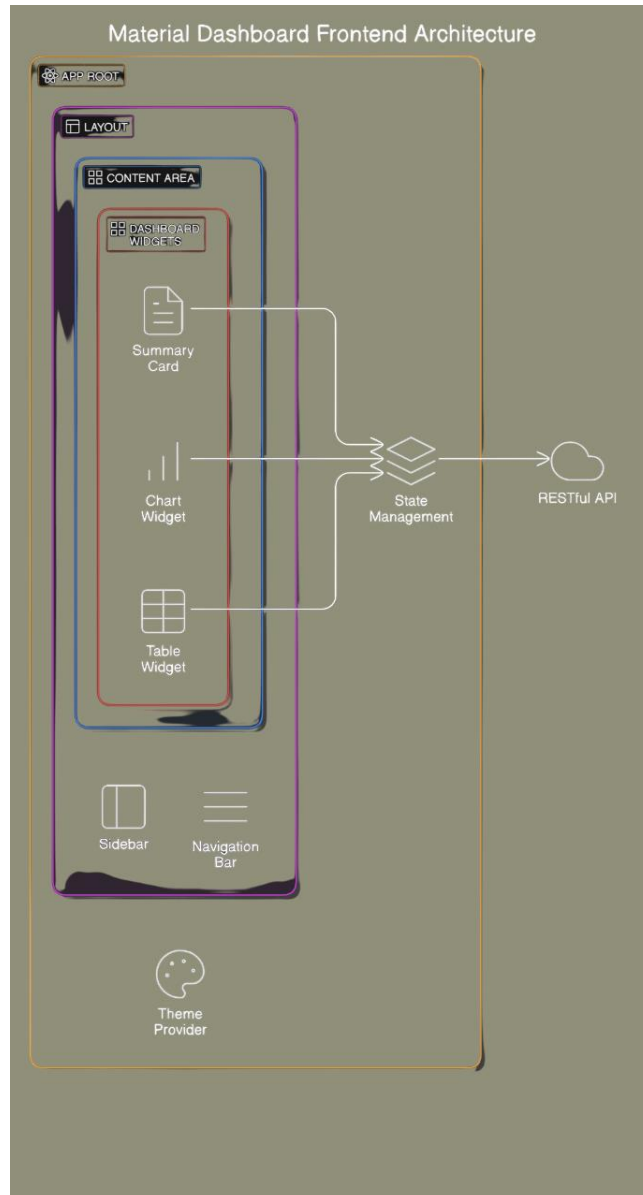 Material Dashboard Frontend Architecture
APP ROOT
LAYOUT
CONTENT AREA
DASHBOARD
WIDGETS
Summary
Card
Chart
Widget
State
Management
RESTful API
Table
Widget
Sidebar
Navigation
Bar
Theme
Provider